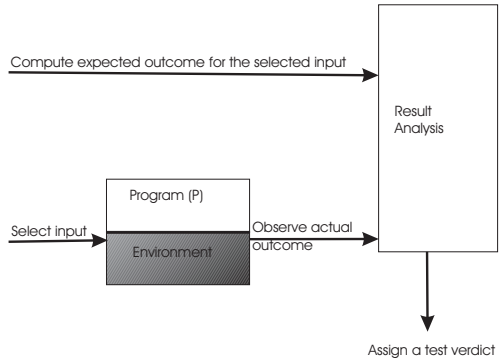 Compute expected outcome for the selected input
Result
Analysis
Program (P)
Select input
Environment
Observe actual
outcome
Assign a test verdict